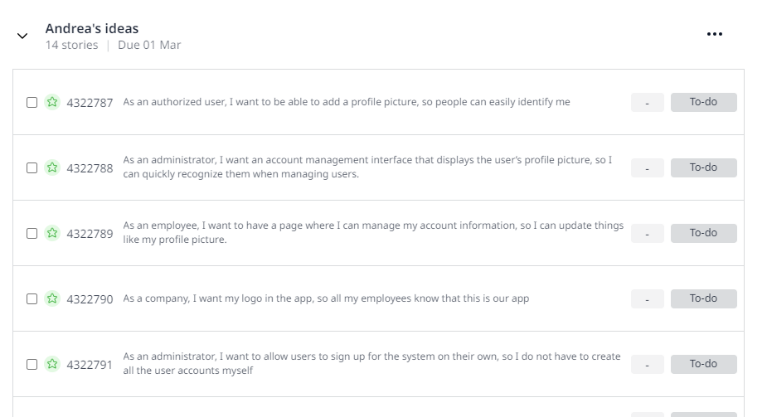 Andrea's ideas
14 stories | Due 01 Mar
4322787 As an authorized user, I want to be able to add a profile picture, so people can easily identify me - To-do
4322788 As an administrator, I want an account management interface that displays the user's profile picture, so I
can quickly recognize them when managing users. - To-do
4322789 As an employee, I want to have a page where I can manage my account information, so I can update things
like my profile picture. - To-do
4322790 As a company, I want my logo in the app, so all my employees know that this is our app - To-do
4322791 As an administrator, I want to allow users to sign up for the system on their own, so I do not have to create
all the user accounts myself - To-do